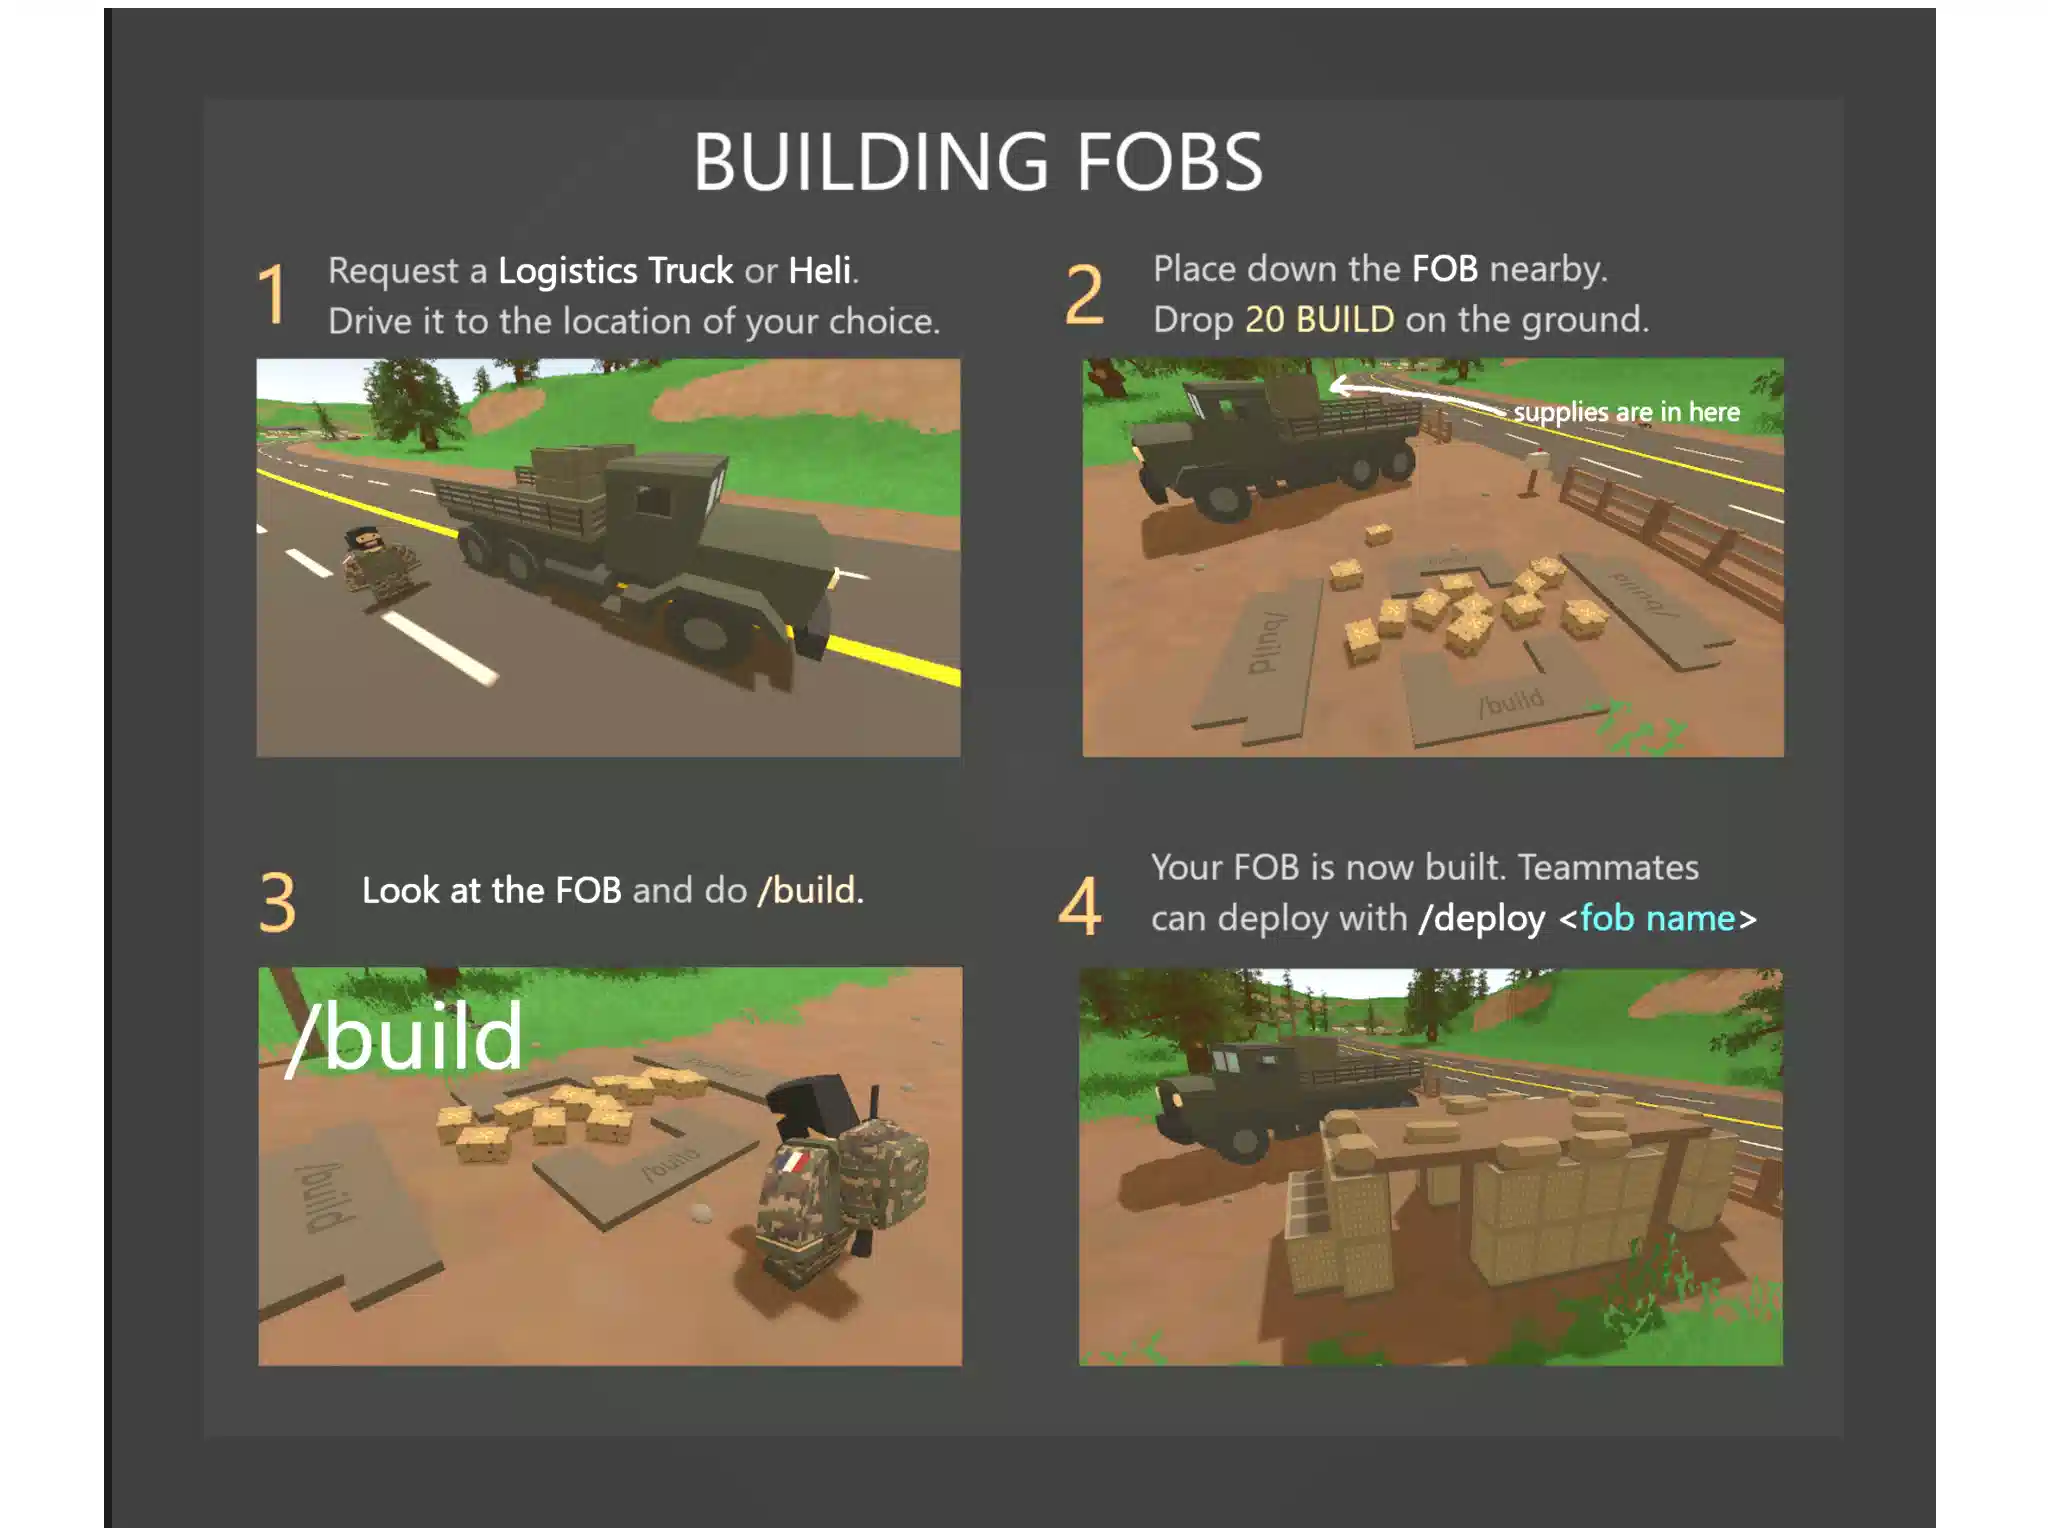 BUILDING FOBS
1
Request a Logistics Truck or Heli.
Drive it to the location of your choice.
2
Place down the FOB nearby.
Drop 20 BUILD on the ground.
supplies are in here
/build
/build
/build
3
Look at the FOB and do /build.
/build
/build
/build
4
Your FOB is now built. Teammates
can deploy with /deploy <fob name>